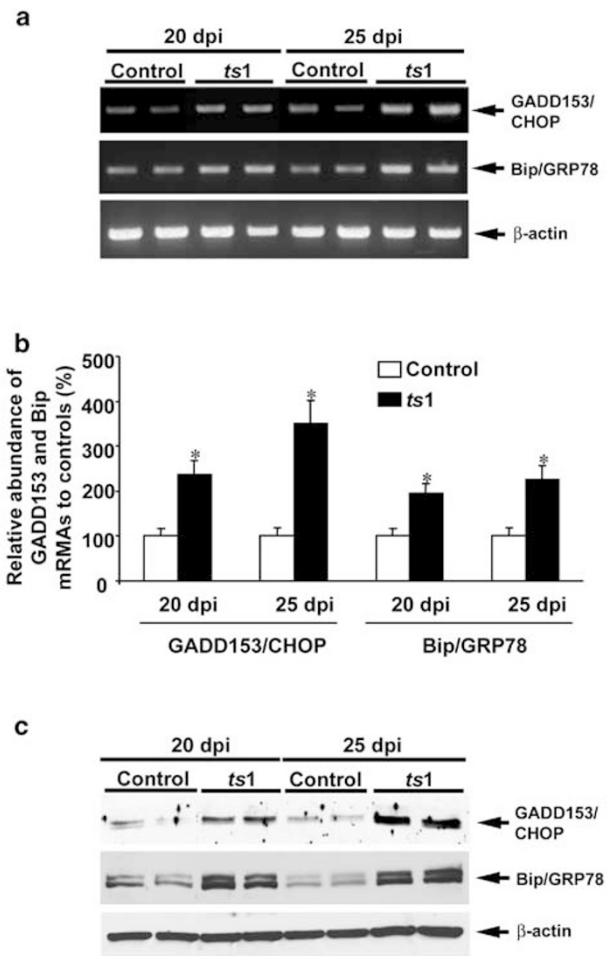 a
20 dpi 25 dpi
Control ts1 Control ts1
GADD153/
CHOP
Bip/GRP78
β-actin
b
Relative abundance of
GADD153 and Bip
mRMAs to controls (%)
500
400
300
200
100
0
Control
ts1
* * * *
20 dpi 25 dpi 20 dpi 25 dpi
GADD153/CHOP Bip/GRP78
c
20 dpi 25 dpi
Control ts1 Control ts1
GADD153/
CHOP
Bip/GRP78
β-actin